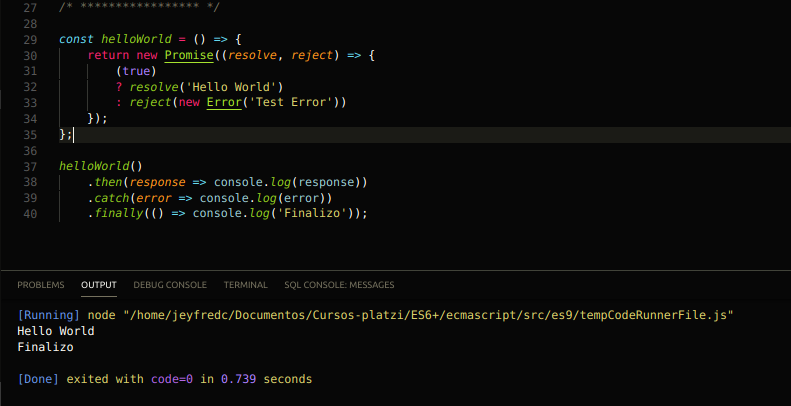 27 /* ***************** */
28
29 const helloWorld = () => {
30     return new Promise((resolve, reject) => {
31         (true)
32         ? resolve('Hello World')
33         : reject(new Error('Test Error'))
34     });
35 };
36
37 helloWorld()
38     .then(response => console.log(response))
39     .catch(error => console.log(error))
40     .finally(() => console.log('Finalizo'));
PROBLEMS OUTPUT DEBUG CONSOLE TERMINAL SQL CONSOLE: MESSAGES
[Running] node "/home/jeyfredc/Documentos/Cursos-platzi/ES6+/ecmascript/src/es9/tempCodeRunnerFile.js"
Hello World
Finalizo
[Done] exited with code=0 in 0.739 seconds